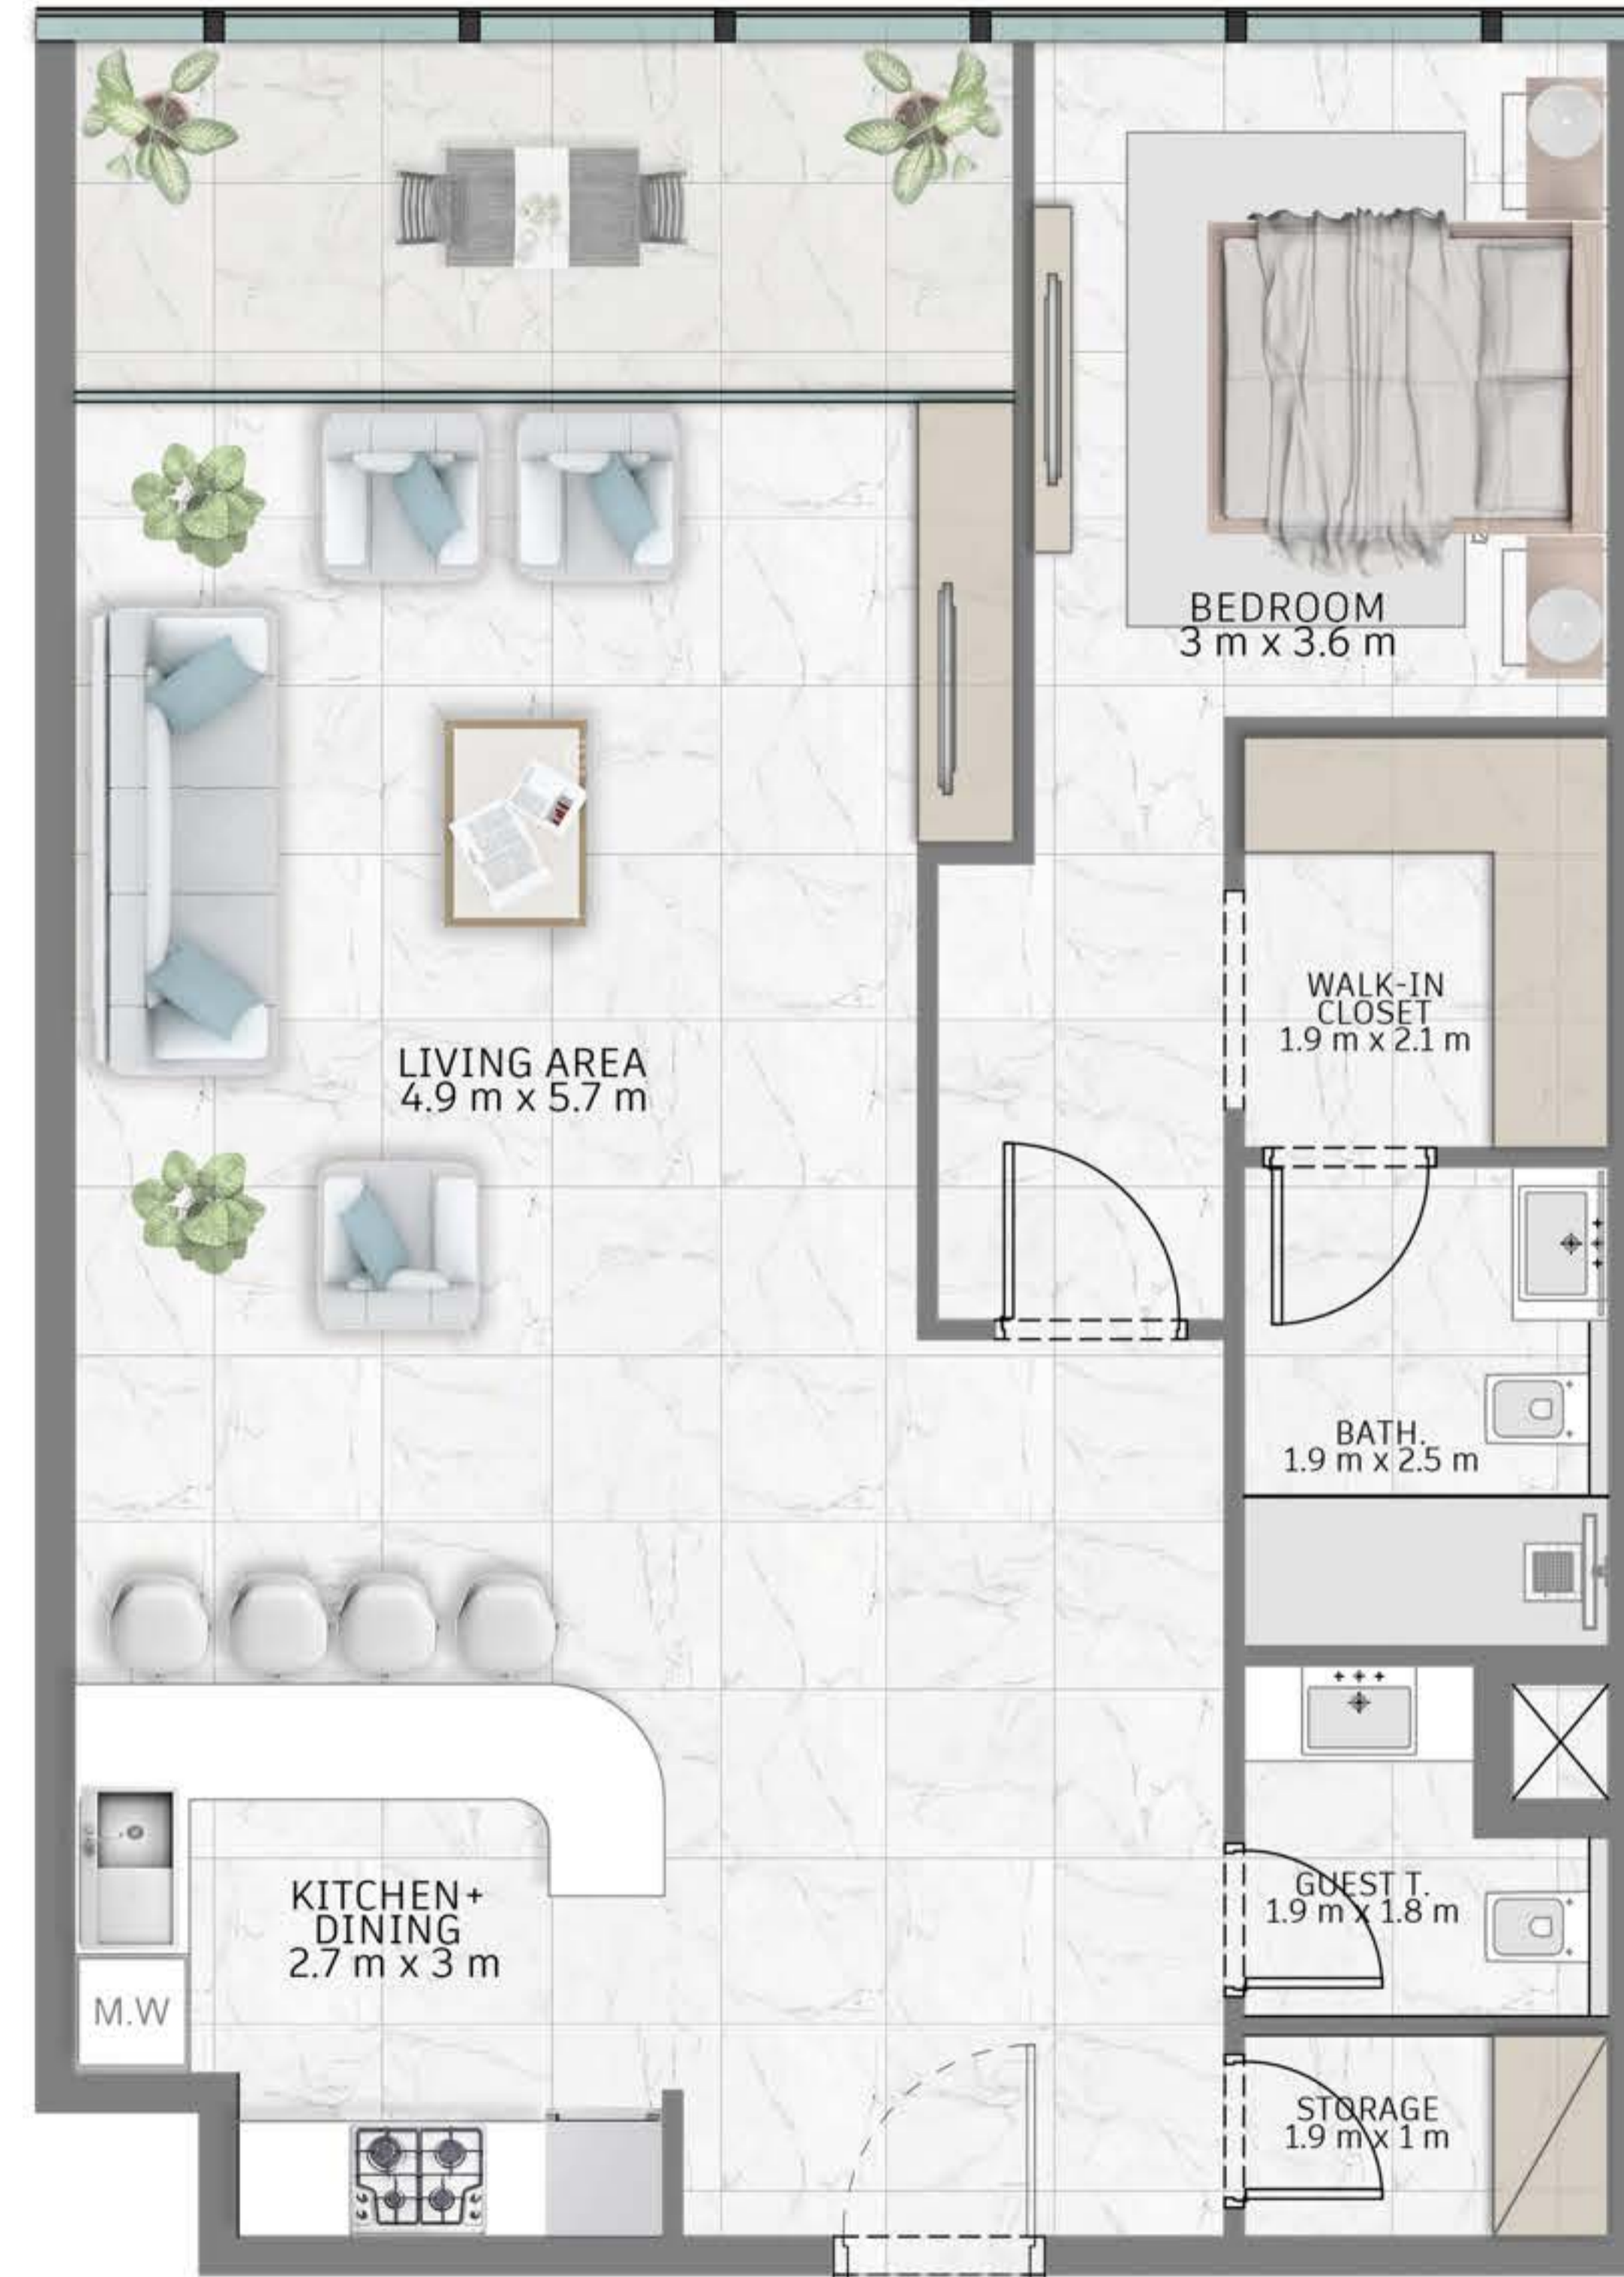 BEDROOM
3 m x 3.6 m
WALK-IN
CLOSET
1.9 m x 2.1 m
LIVING AREA
4.9 m x 5.7 m
BATH.
1.9 m x 2.5 m
KITCHEN+
DINING
2.7 m x 3 m
GUEST T.
1.9 m x 1.8 m
M.W
STORAGE
1.9 m x 1 m